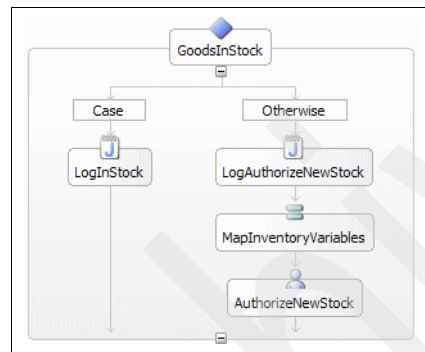 GoodsInStock
Case
Otherwise
LogInStock
LogAuthorizeNewStock
MapInventoryVariables
AuthorizeNewStock